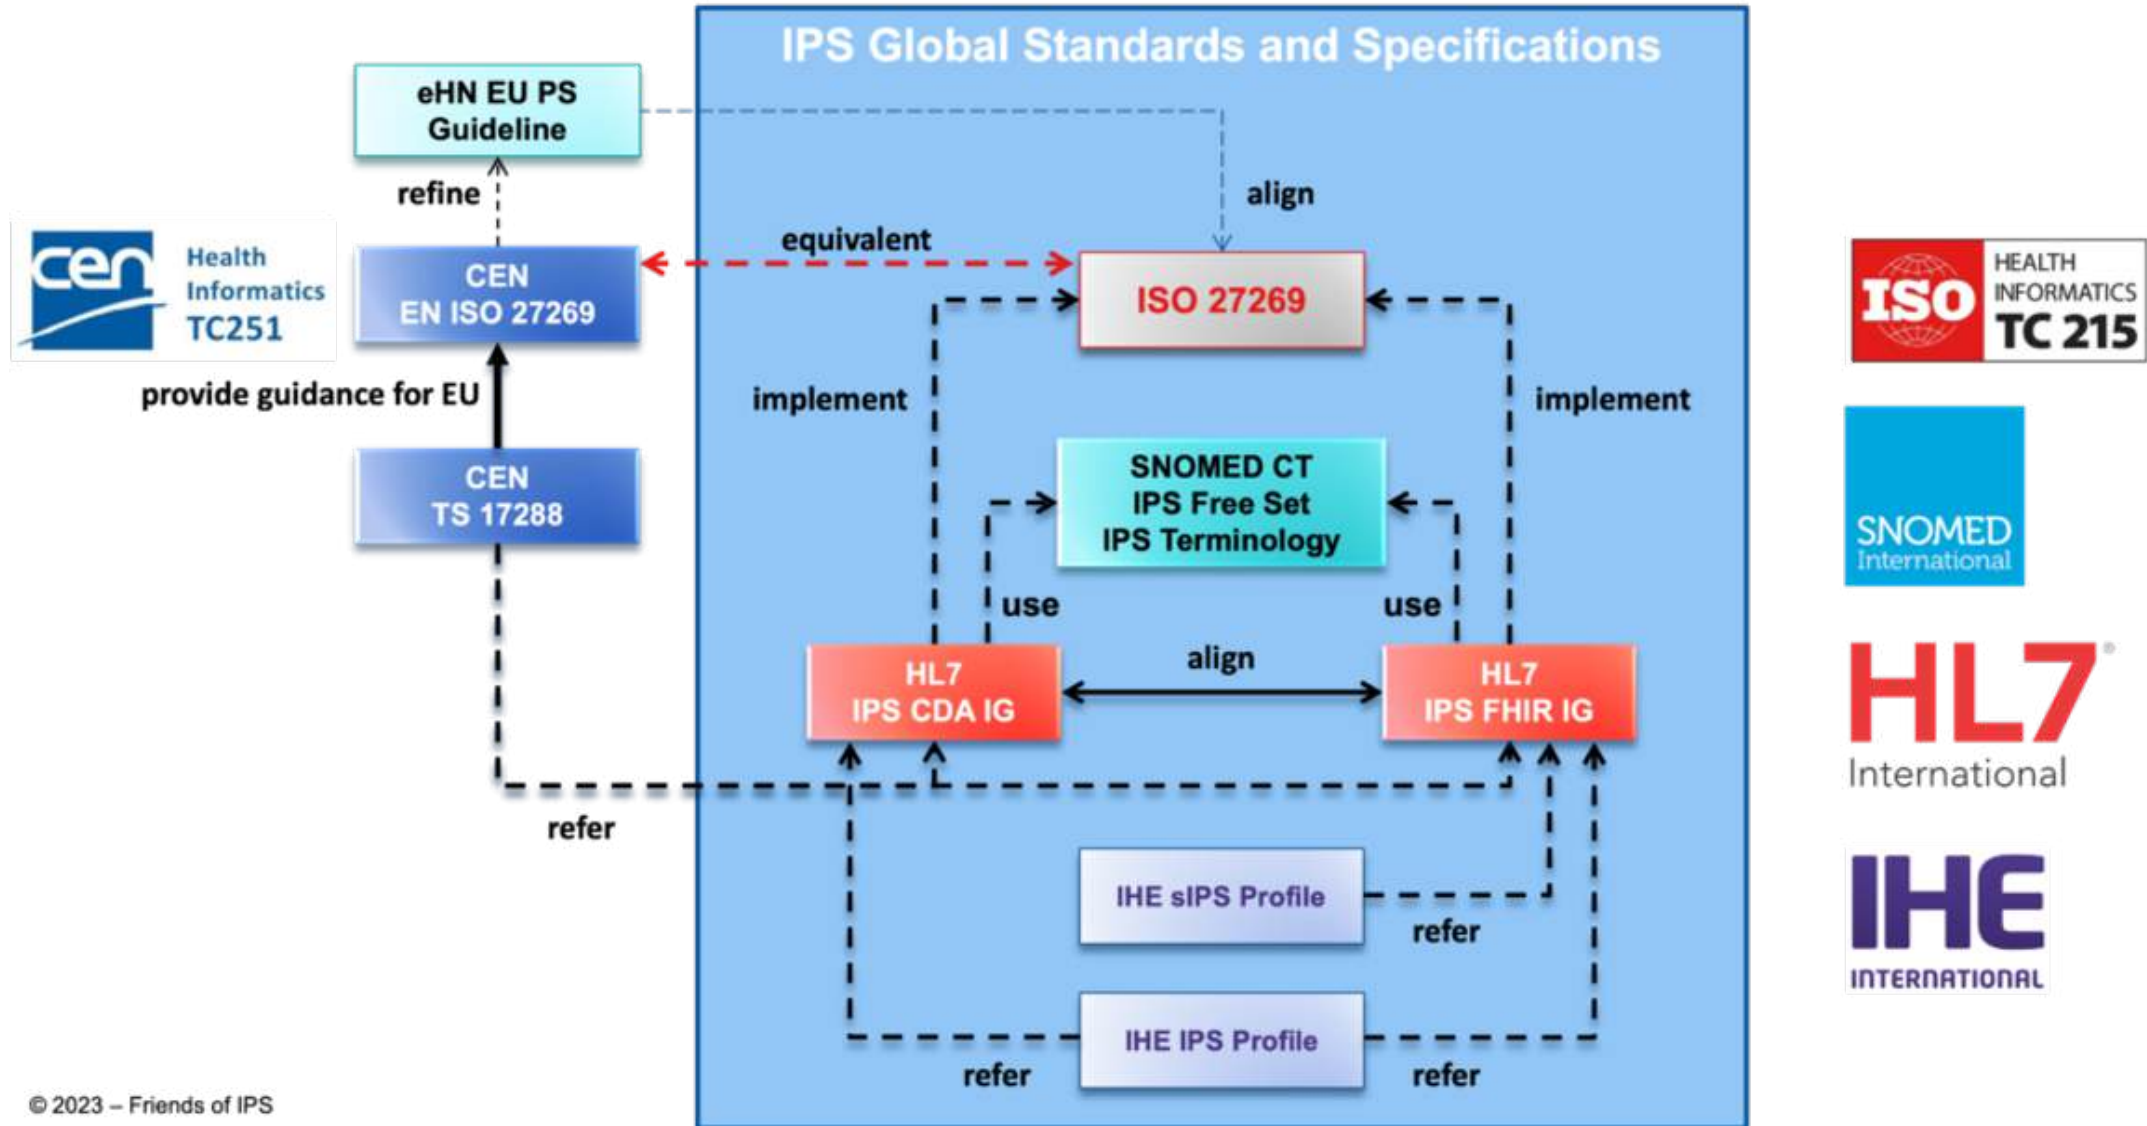 IPS Global Standards and Specifications
eHN EU PS
Guideline
refine
align
cen
Health
Informatics
TC251
CEN
EN ISO 27269
equivalent
ISO 27269
ISO
HEALTH
INFORMATICS
TC 215
provide guidance for EU
implement
implement
CEN
TS 17288
SNOMED CT
IPS Free Set
IPS Terminology
SNOMED
International
use
use
HL7
IPS CDA IG
align
HL7
IPS FHIR IG
HL7®
International
refer
IHE sIPS Profile
refer
IHE
INTERNATIONAL
IHE IPS Profile
refer
refer
© 2023 – Friends of IPS